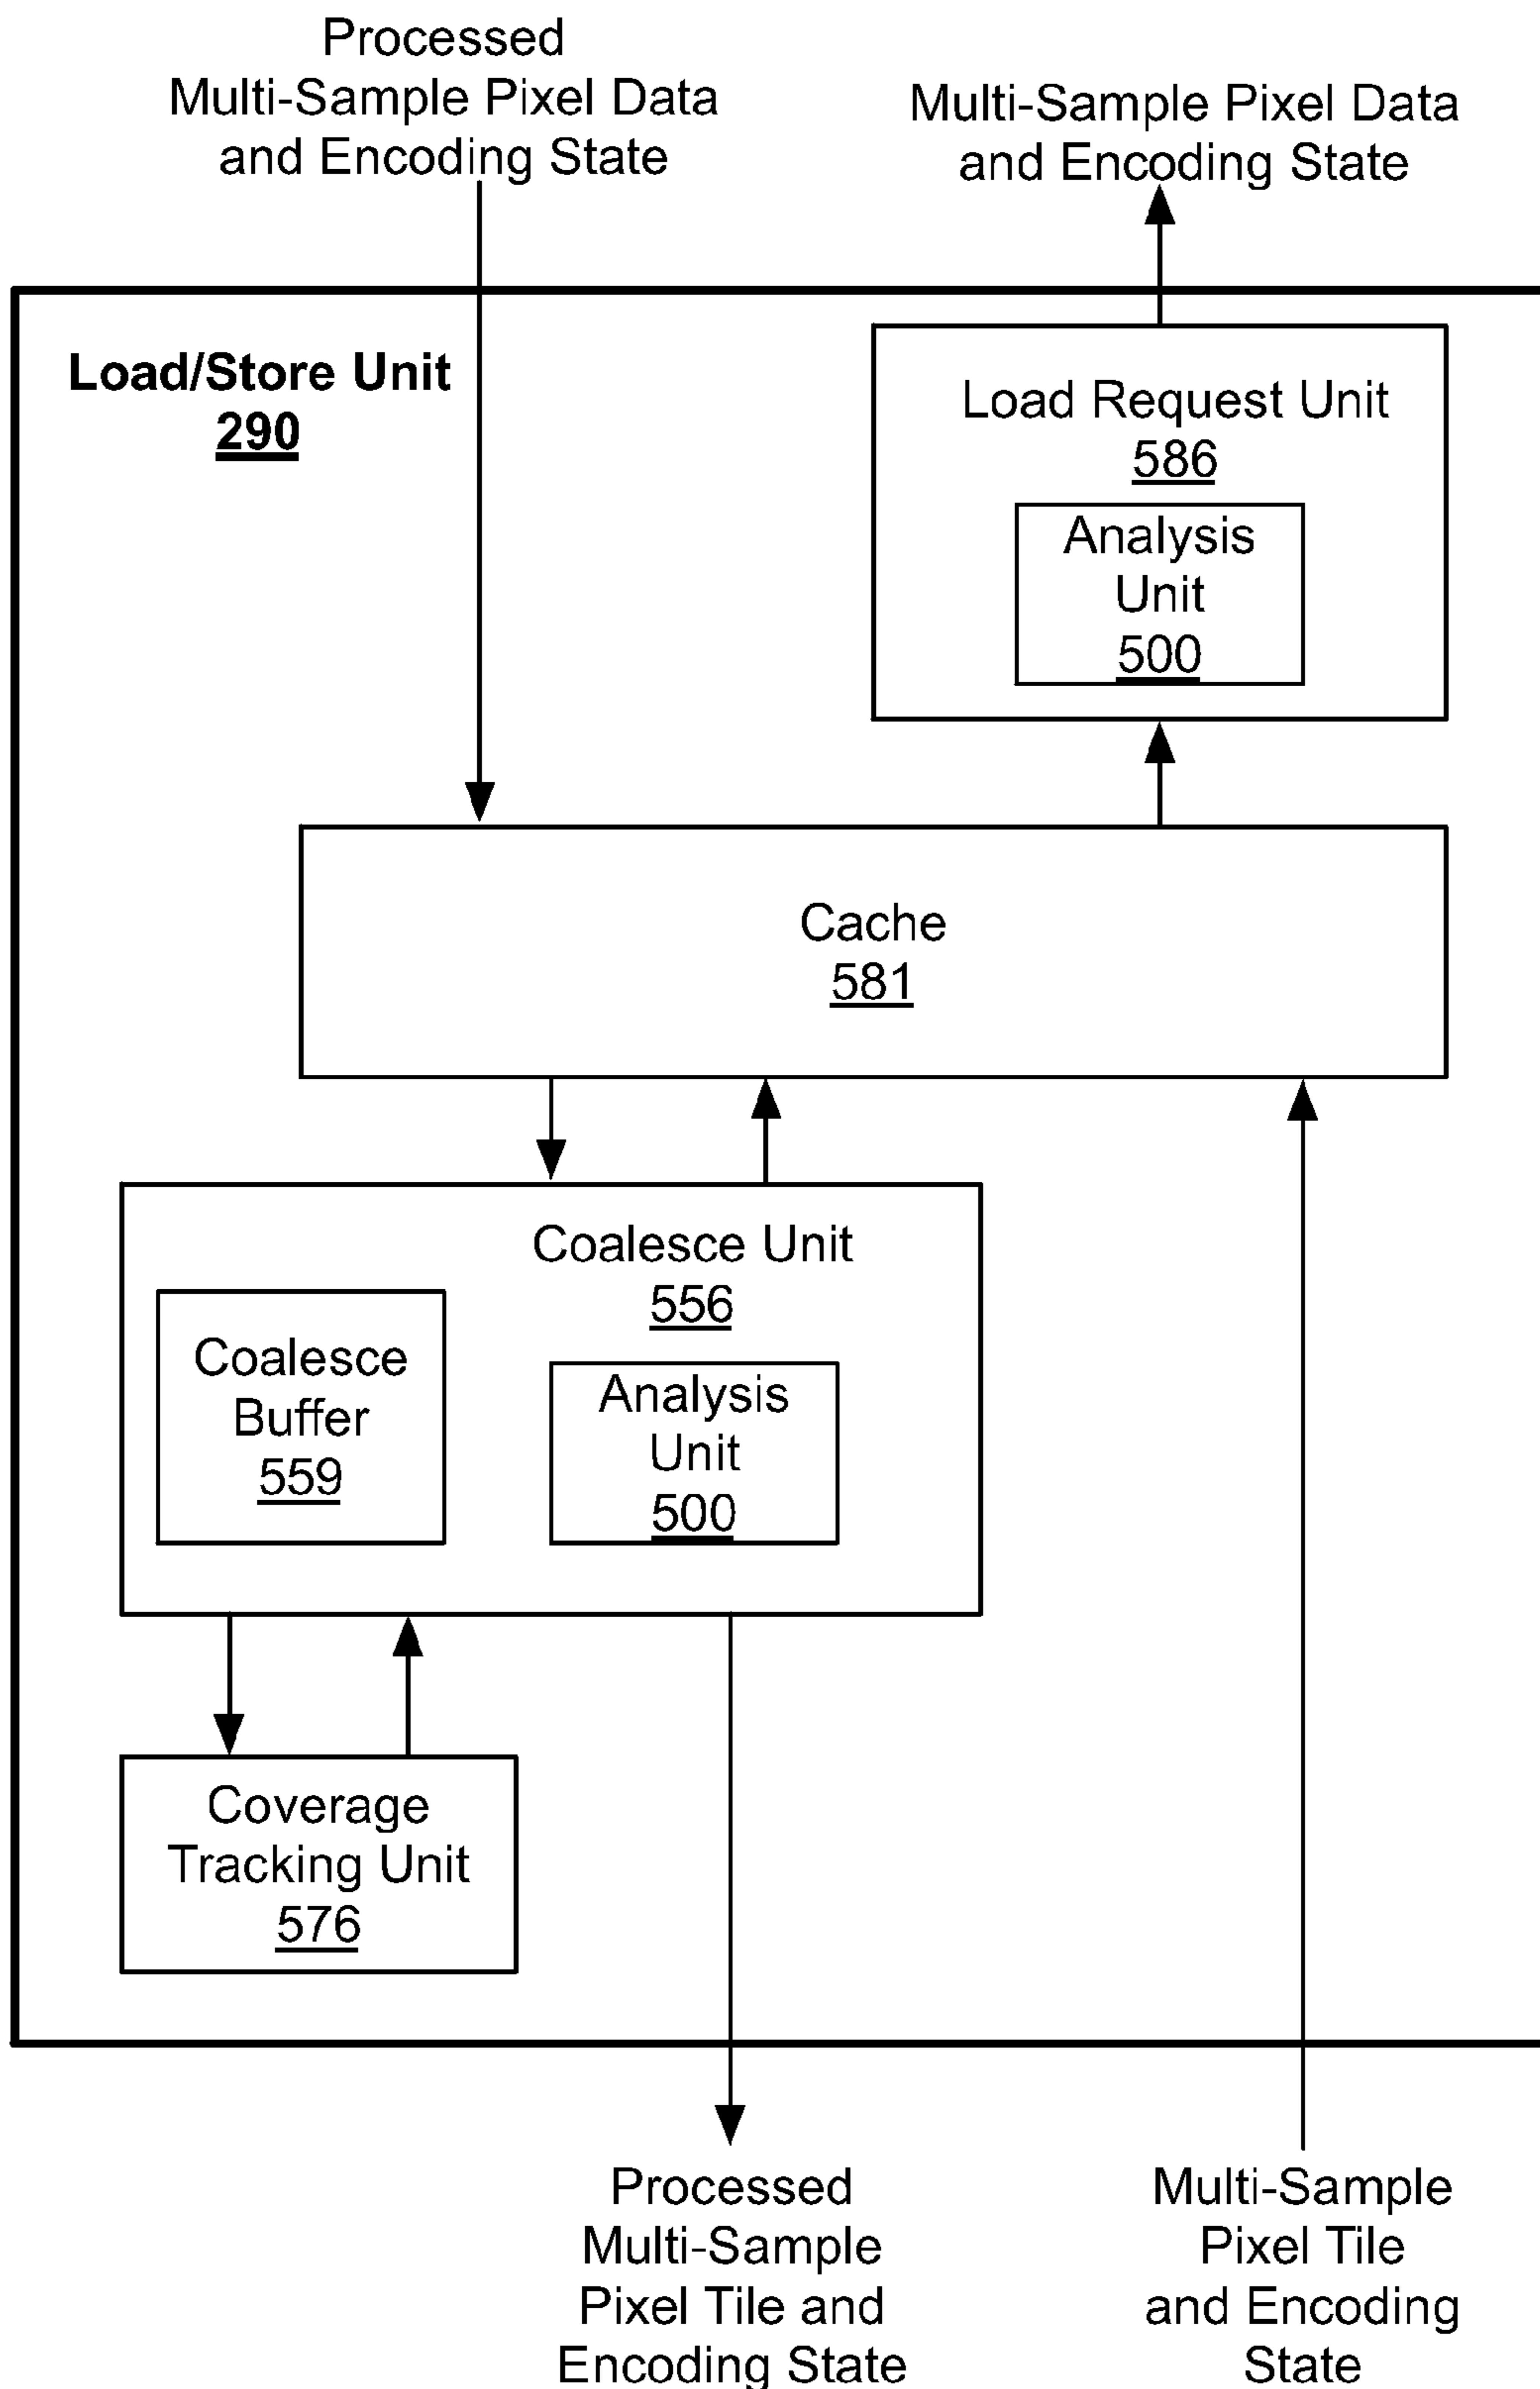 Processed
Multi-Sample Pixel Data
and Encoding State
Multi-Sample Pixel Data
and Encoding State
Load/Store Unit
290
Load Request Unit
586
Analysis
Unit
500
Cache
581
Coalesce Unit
556
Coalesce
Buffer
559
Analysis
Unit
500
Coverage
Tracking Unit
576
Processed
Multi-Sample
Pixel Tile and
Encoding State
Multi-Sample
Pixel Tile
and Encoding
State